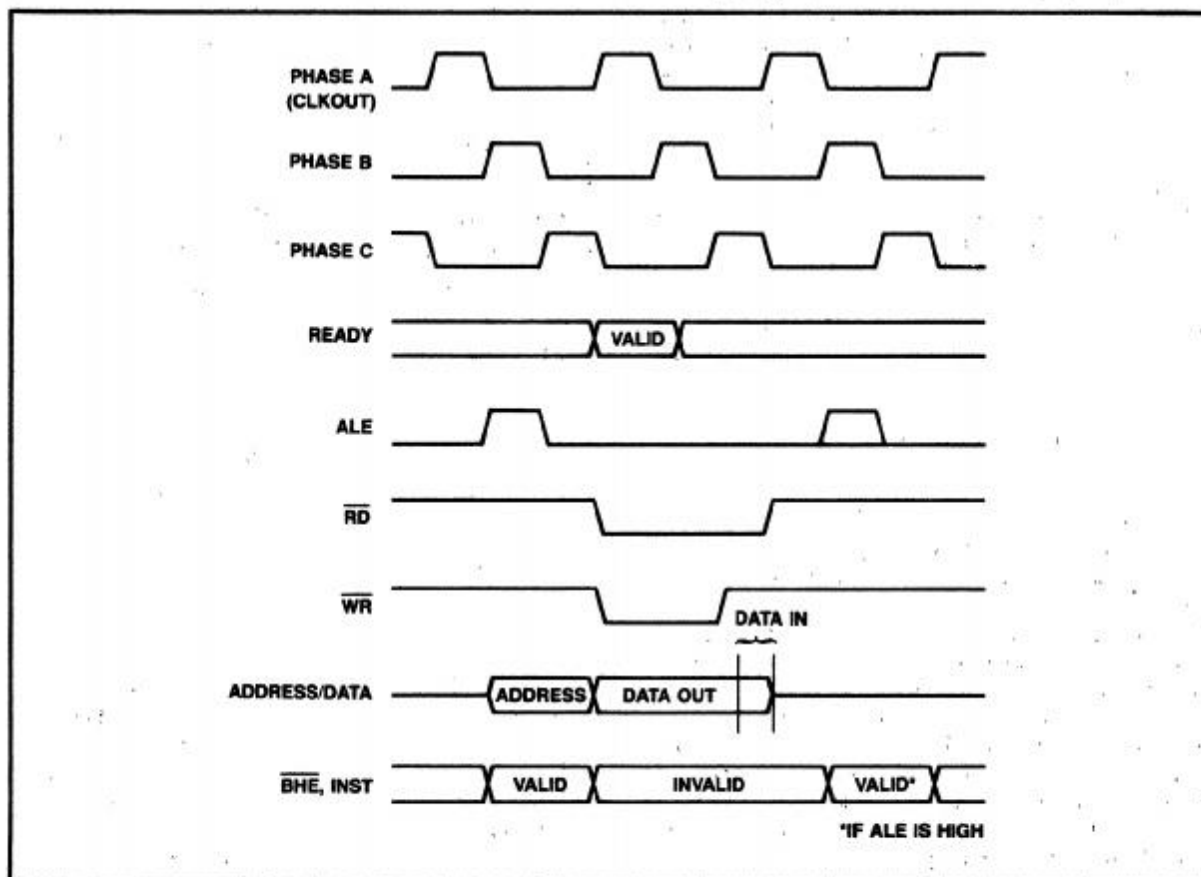 PHASE A
(CLKOUT)
PHASE B
PHASE C
READY
VALID
ALE
RD
WR
DATA IN
ADDRESS/DATA
ADDRESS
DATA OUT
BHE, INST
VALID
INVALID
VALID*
*IF ALE IS HIGH